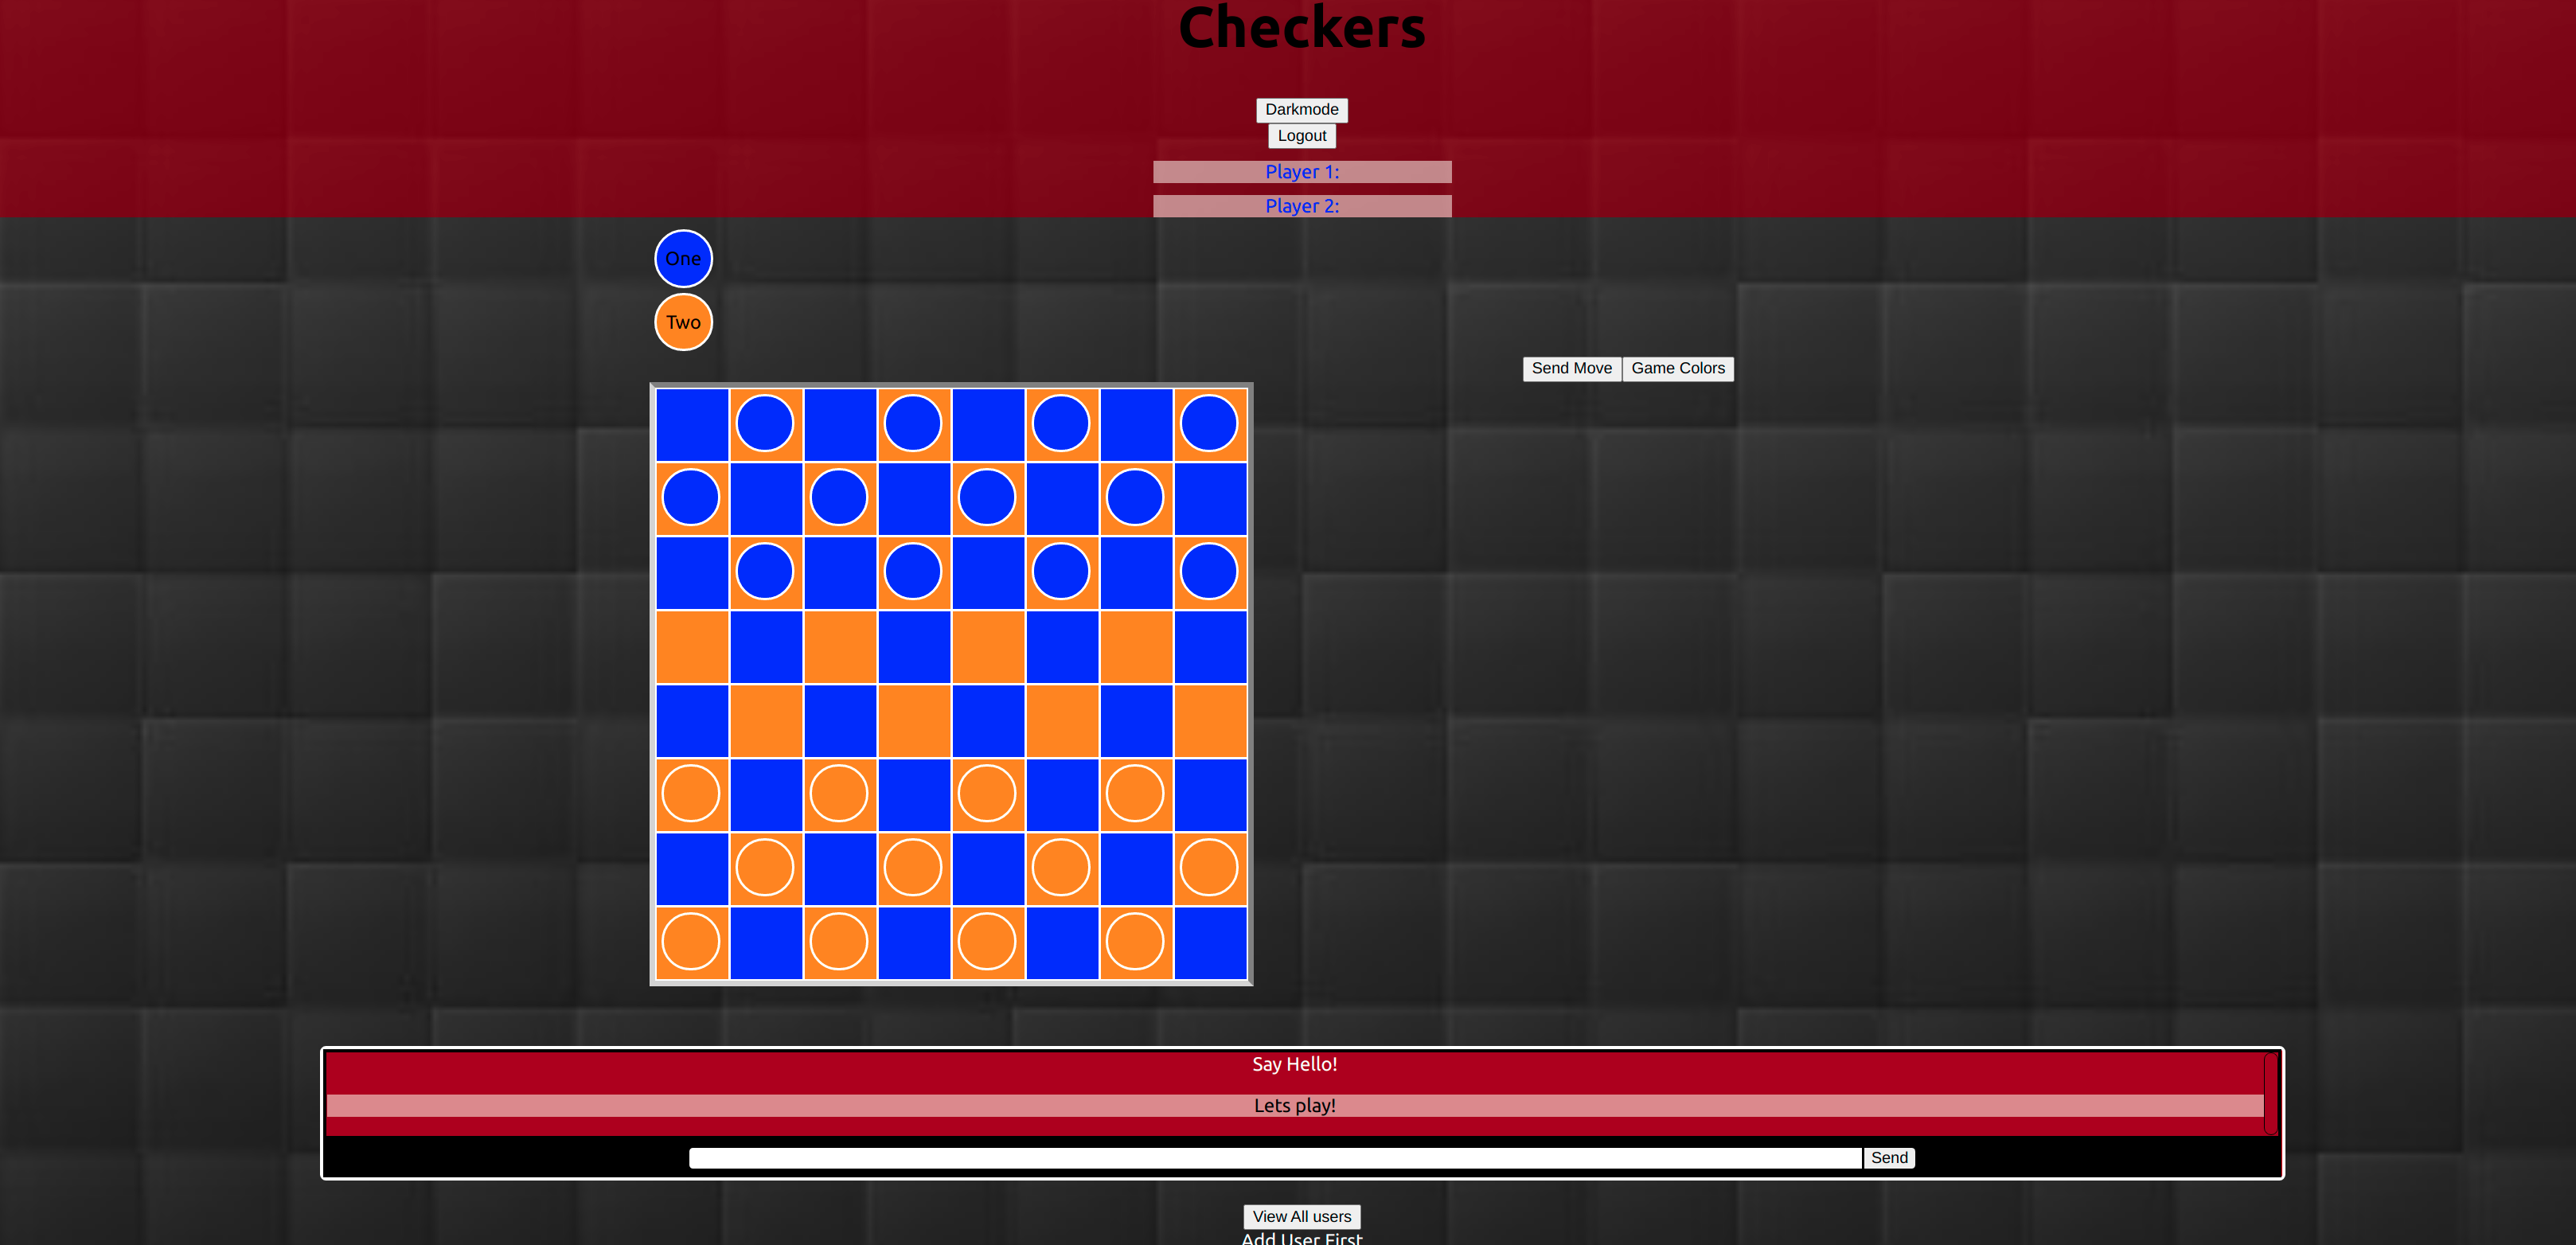 Checkers
Darkmode
Logout
Player 1:
Player 2:
One
Two
Send Move Game Colors
Say Hello!
Lets play!
Send
View All users
Add User First